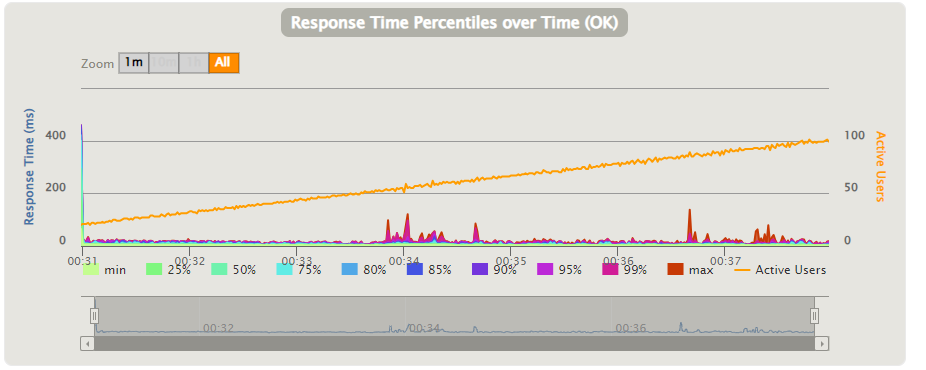 Response Time Percentiles over Time (OK)
Zoom 1m 10m 1h All
Response Time (ms)
Active Users
400 100
200 50
0 0
00:31 00:32 00:33 00:34 00:35 00:36 00:37
min 25% 50% 75% 80% 85% 90% 95% 99% max Active Users
00:32 00:34 00:36